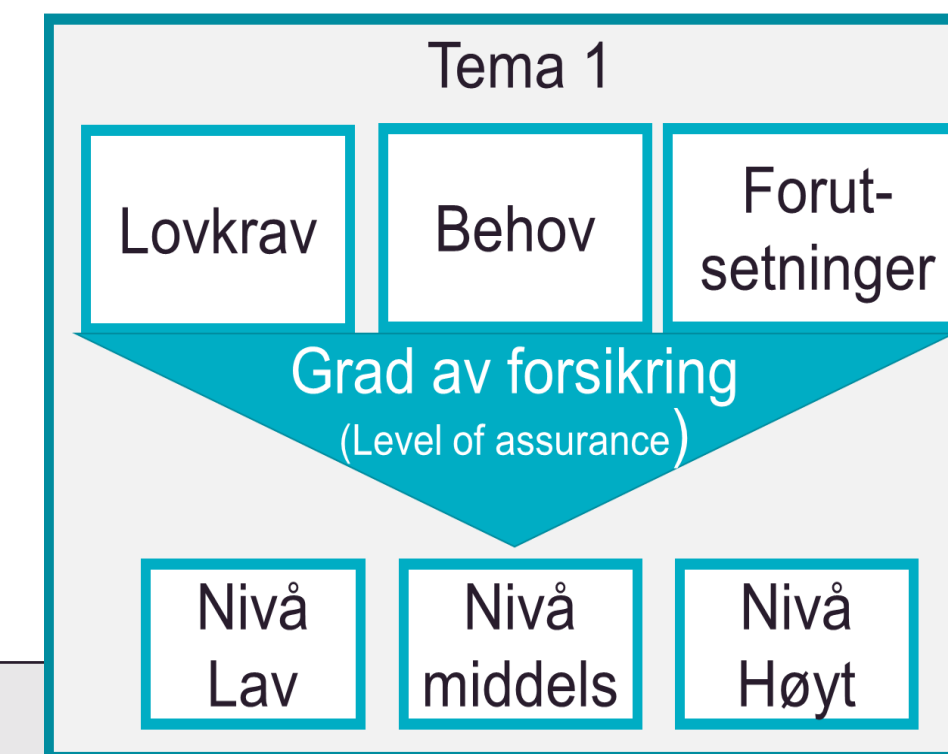 Tema 1
Lovkrav
Behov
Forut-
setninger
Grad av forsikring
(Level of assurance)
Nivå
Lav
Nivå
middels
Nivå
Høyt